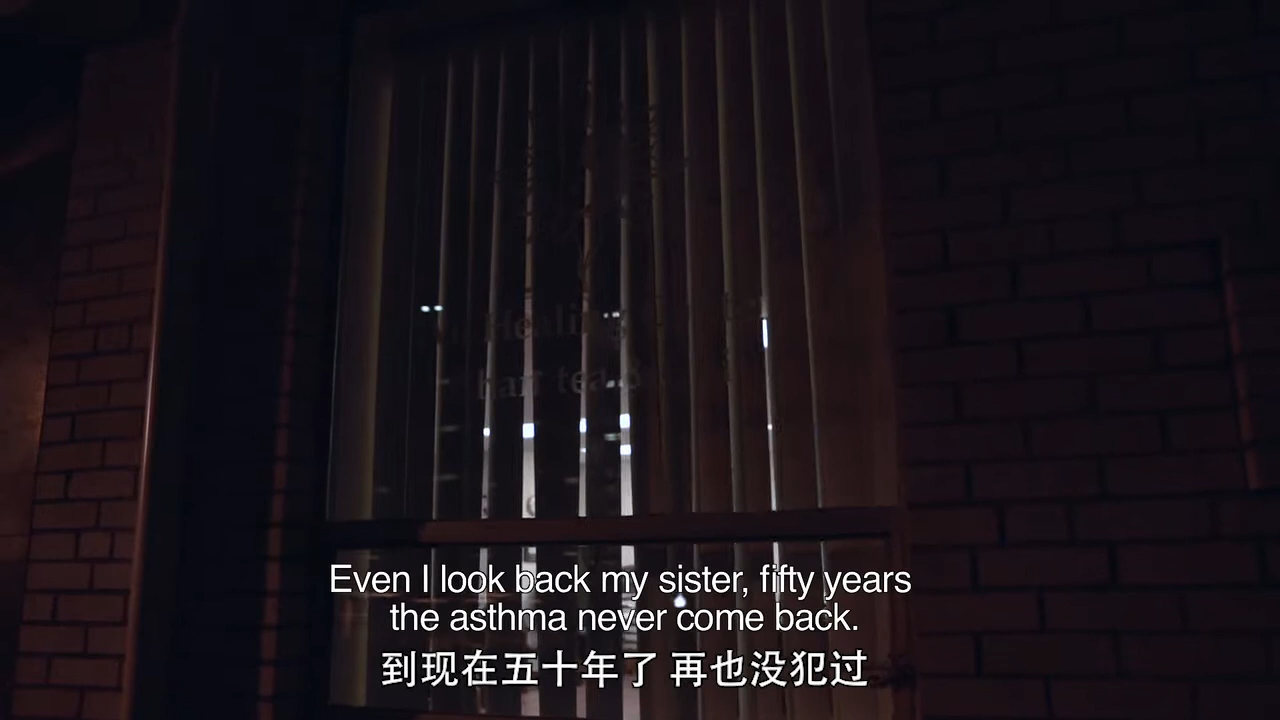 Healing
Even I look back my sister, fifty years
the asthma never come back.
到现在五十年了 再也没犯过